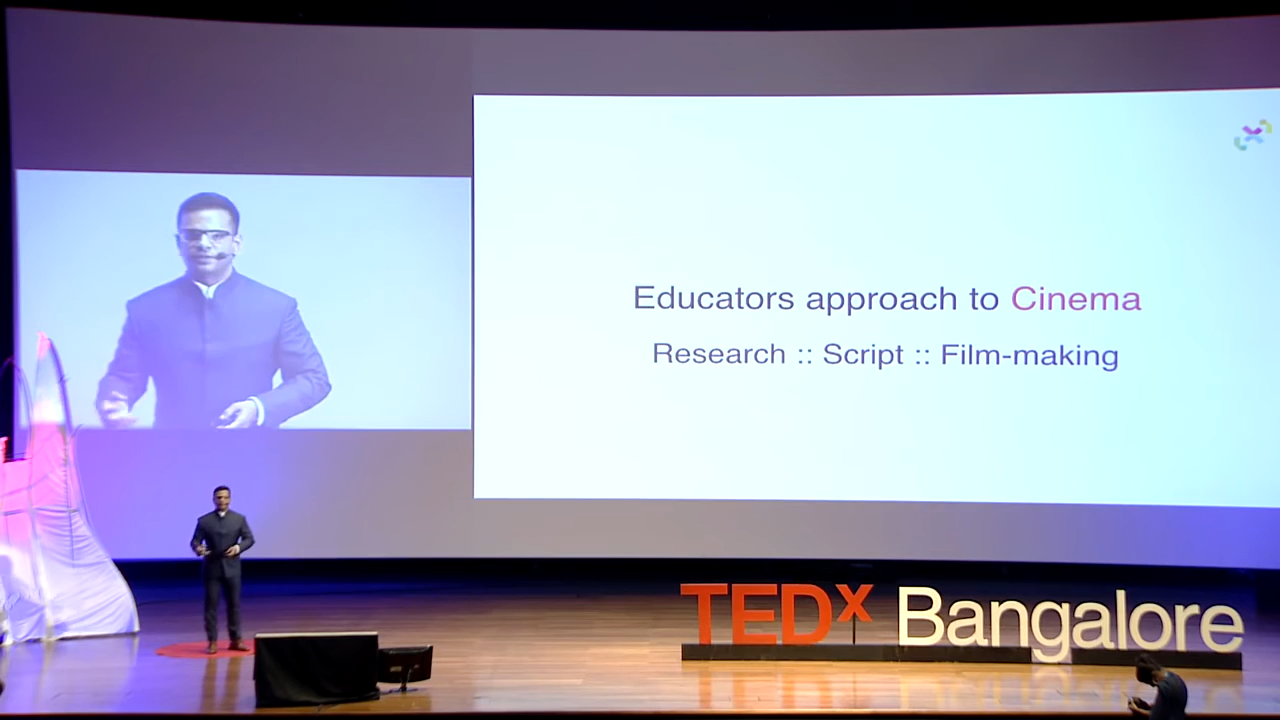 Educators approach to Cinema
Research :: Script :: Film-making
TEDx Bangalore